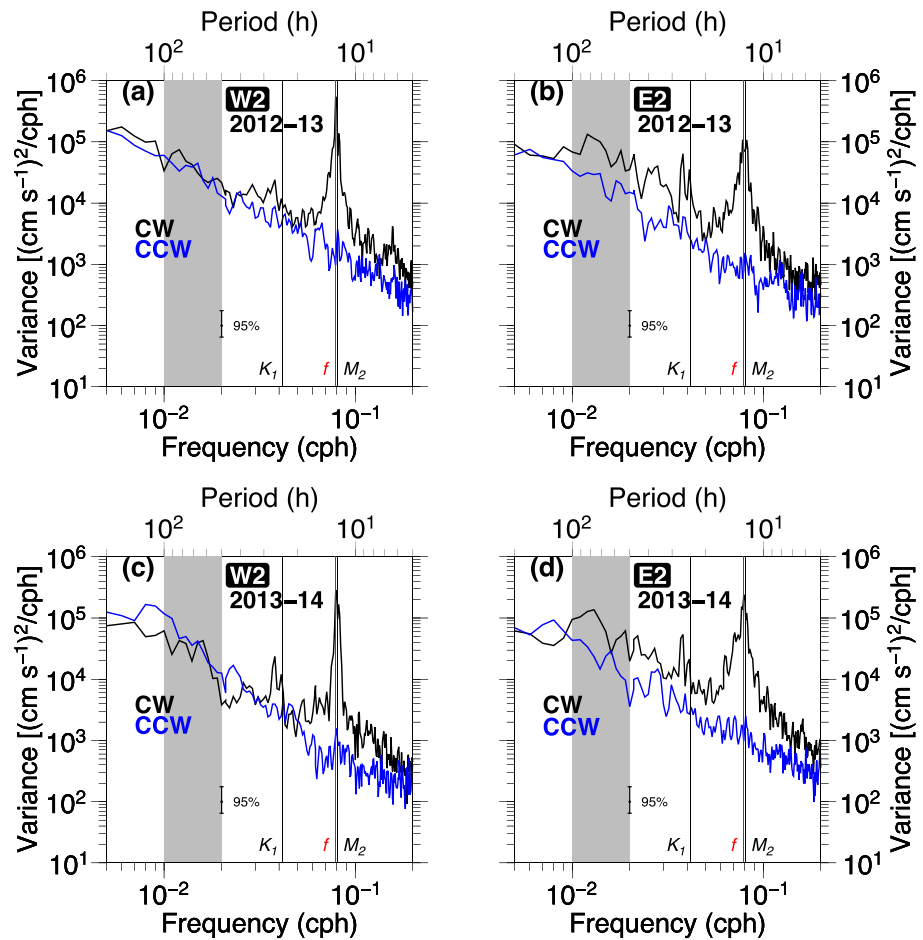 Period (h) Period (h)
10² 10¹ 10² 10¹
(a) W2 2012–13
(b) E2 2012–13
Variance [(cm s⁻¹)²/cph]
10⁶
10⁵
10⁴
10³
10²
10¹
CW
CCW
95%
K₁ f M₂
10⁻² 10⁻¹
Frequency (cph)
CW
CCW
95%
K₁ f M₂
10⁻² 10⁻¹
Frequency (cph)
10⁶
10⁵
10⁴
10³
10²
10¹
Variance [(cm s⁻¹)²/cph]
Period (h) Period (h)
10² 10¹ 10² 10¹
(c) W2 2013–14
(d) E2 2013–14
Variance [(cm s⁻¹)²/cph]
10⁶
10⁵
10⁴
10³
10²
10¹
CW
CCW
95%
K₁ f M₂
10⁻² 10⁻¹
Frequency (cph)
CW
CCW
95%
K₁ f M₂
10⁻² 10⁻¹
Frequency (cph)
10⁶
10⁵
10⁴
10³
10²
10¹
Variance [(cm s⁻¹)²/cph]